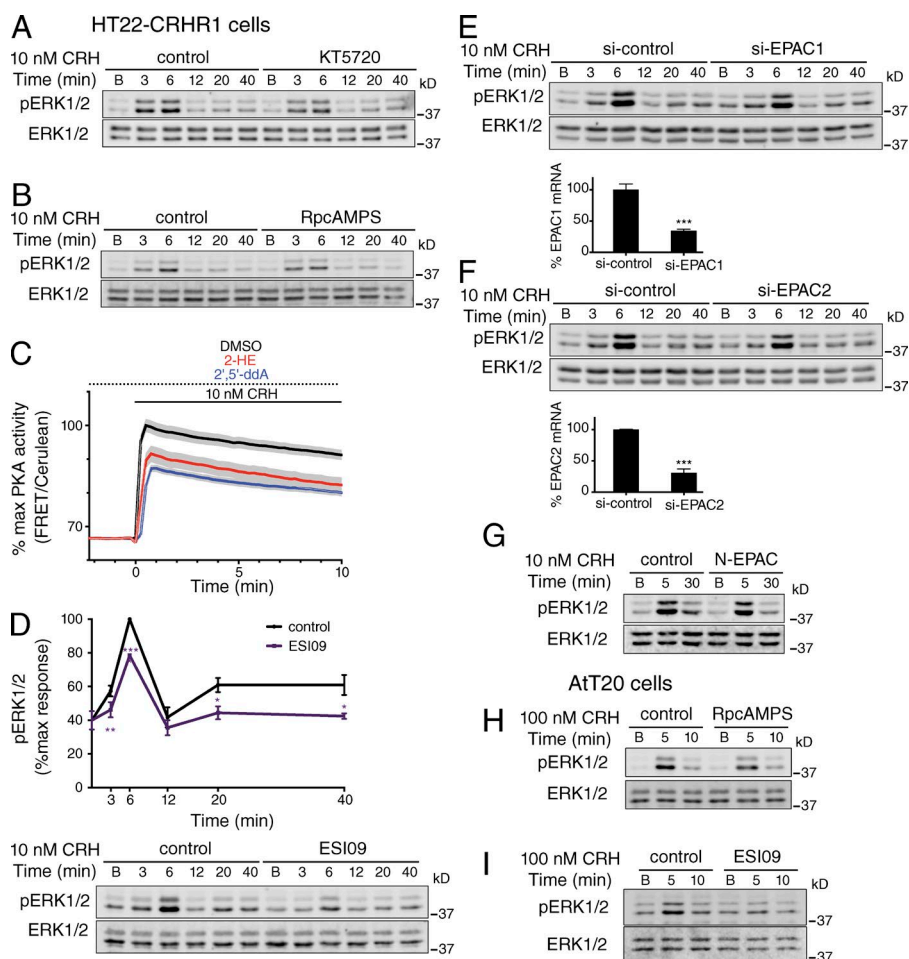 A HT22-CRHR1 cells
10 nM CRH control KT5720
Time (min) B 3 6 12 20 40 B 3 6 12 20 40 kD
pERK1/2
–37
ERK1/2
–37
B
10 nM CRH control RpcAMPS
Time (min) B 3 6 12 20 40 B 3 6 12 20 40 kD
pERK1/2
–37
ERK1/2
–37
C
DMSO
2-HE
2',5'-ddA
10 nM CRH
% max PKA activity
(FRET/Cerulean)
100
70
0 5 10
Time (min)
D
pERK1/2
(%max response)
100
80
60
40
20
0
control
ESI09
***
**
*
*
3 6 12 20 40
Time (min)
10 nM CRH control ESI09
Time (min) B 3 6 12 20 40 B 3 6 12 20 40 kD
pERK1/2
–37
ERK1/2
–37
E
10 nM CRH si-control si-EPAC1
Time (min) B 3 6 12 20 40 B 3 6 12 20 40 kD
pERK1/2
–37
ERK1/2
–37
% EPAC1 mRNA
100
50
0
***
si-control si-EPAC1
F
10 nM CRH si-control si-EPAC2
Time (min) B 3 6 12 20 40 B 3 6 12 20 40 kD
pERK1/2
–37
ERK1/2
–37
% EPAC2 mRNA
100
50
0
***
si-control si-EPAC2
G
10 nM CRH control N-EPAC
Time (min) B 5 30 B 5 30 kD
pERK1/2
–37
ERK1/2
AtT20 cells
H
100 nM CRH control RpcAMPS
Time (min) B 5 10 B 5 10 kD
pERK1/2
–37
ERK1/2
–37
I
100 nM CRH control ESI09
Time (min) B 5 10 B 5 10 kD
pERK1/2
–37
ERK1/2
–37